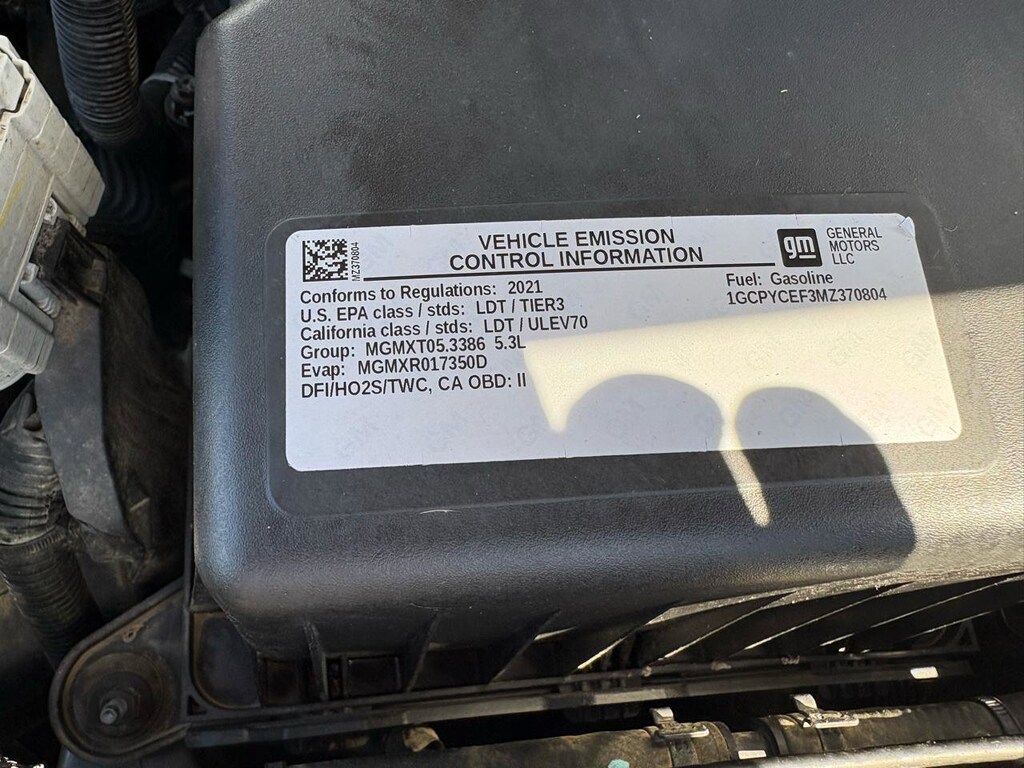 MZ370804
VEHICLE EMISSION
CONTROL INFORMATION
gm
GENERAL
MOTORS
LLC
Conforms to Regulations: 2021
U.S. EPA class / stds: LDT / TIER3
California class / stds: LDT / ULEV70
Group: MGMXT05.3386 5.3L
Evap: MGMXR017350D
DFI/HO2S/TWC, CA OBD: II
Fuel: Gasoline
1GCPYCEF3MZ370804